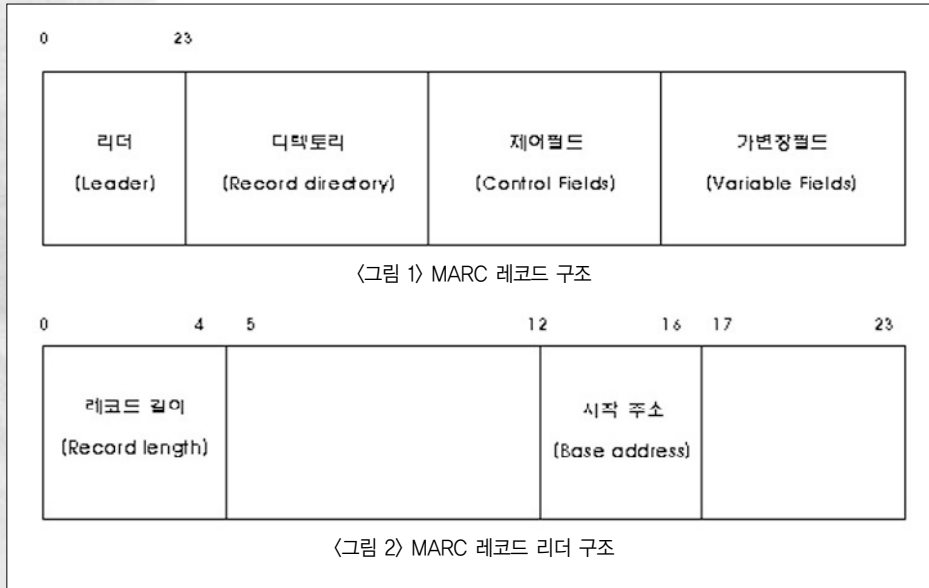 0 23
리더 디렉토리 제어필드 가변장필드
(Leader) (Record directory) (Control Fields) (Variable Fields)
〈그림 1〉 MARC 레코드 구조
0 4 5 12 16 17 23
레코드 길이 시작 주소
(Record length) (Base address)
〈그림 2〉 MARC 레코드 리더 구조